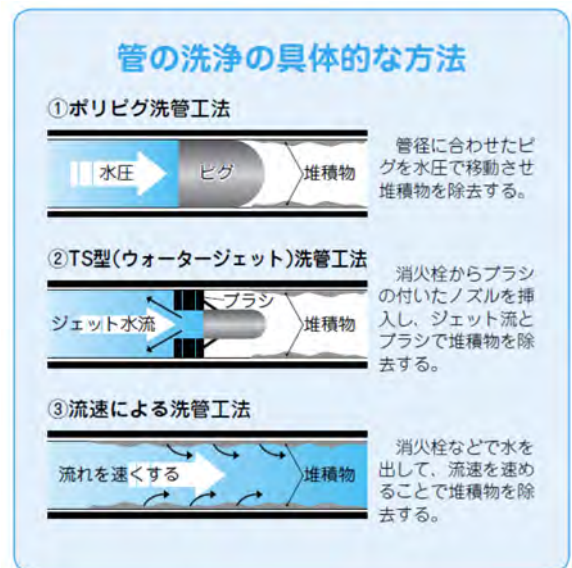 管の洗浄の具体的な方法
①ポリピグ洗管工法
水圧
ピグ
堆積物
管径に合わせたピ
グを水圧で移動させ
堆積物を除去する。
②TS型(ウォータージェット)洗管工法
ブラシ
ジェット水流
堆積物
消火栓からブラシ
の付いたノズルを挿
入し、ジェット流と
ブラシで堆積物を除
去する。
③流速による洗管工法
流れを速くする
堆積物
消火栓などで水を
出して、流速を速め
ることで堆積物を除
去する。